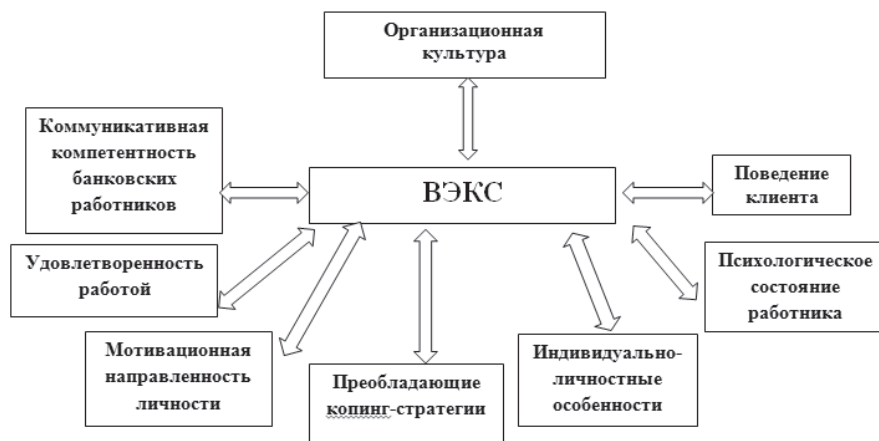 Организационная
культура
Коммуникативная
компетентность
банковских
работников
ВЭКС
Поведение
клиента
Удовлетворенность
работой
Психологическое
состояние
работника
Мотивационная
направленность
личности
Преобладающие
копинг-стратегии
Индивидуально-
личностные
особенности